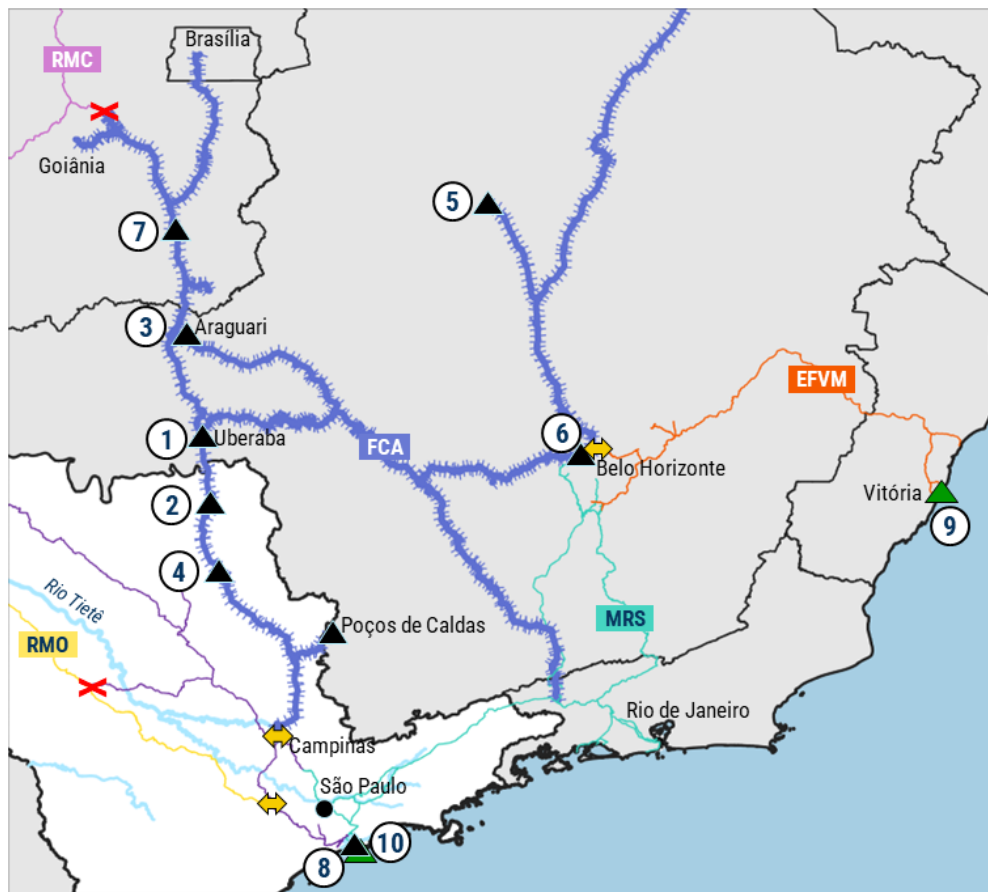 Brasília
RMC
Goiânia
5
7
3
Araguari
EFVM
1
Uberaba
FCA
6
Belo Horizonte
2
Vitória
9
4
Rio Tietê
Poços de Caldas
MRS
RMO
Rio de Janeiro
Campinas
São Paulo
10
8